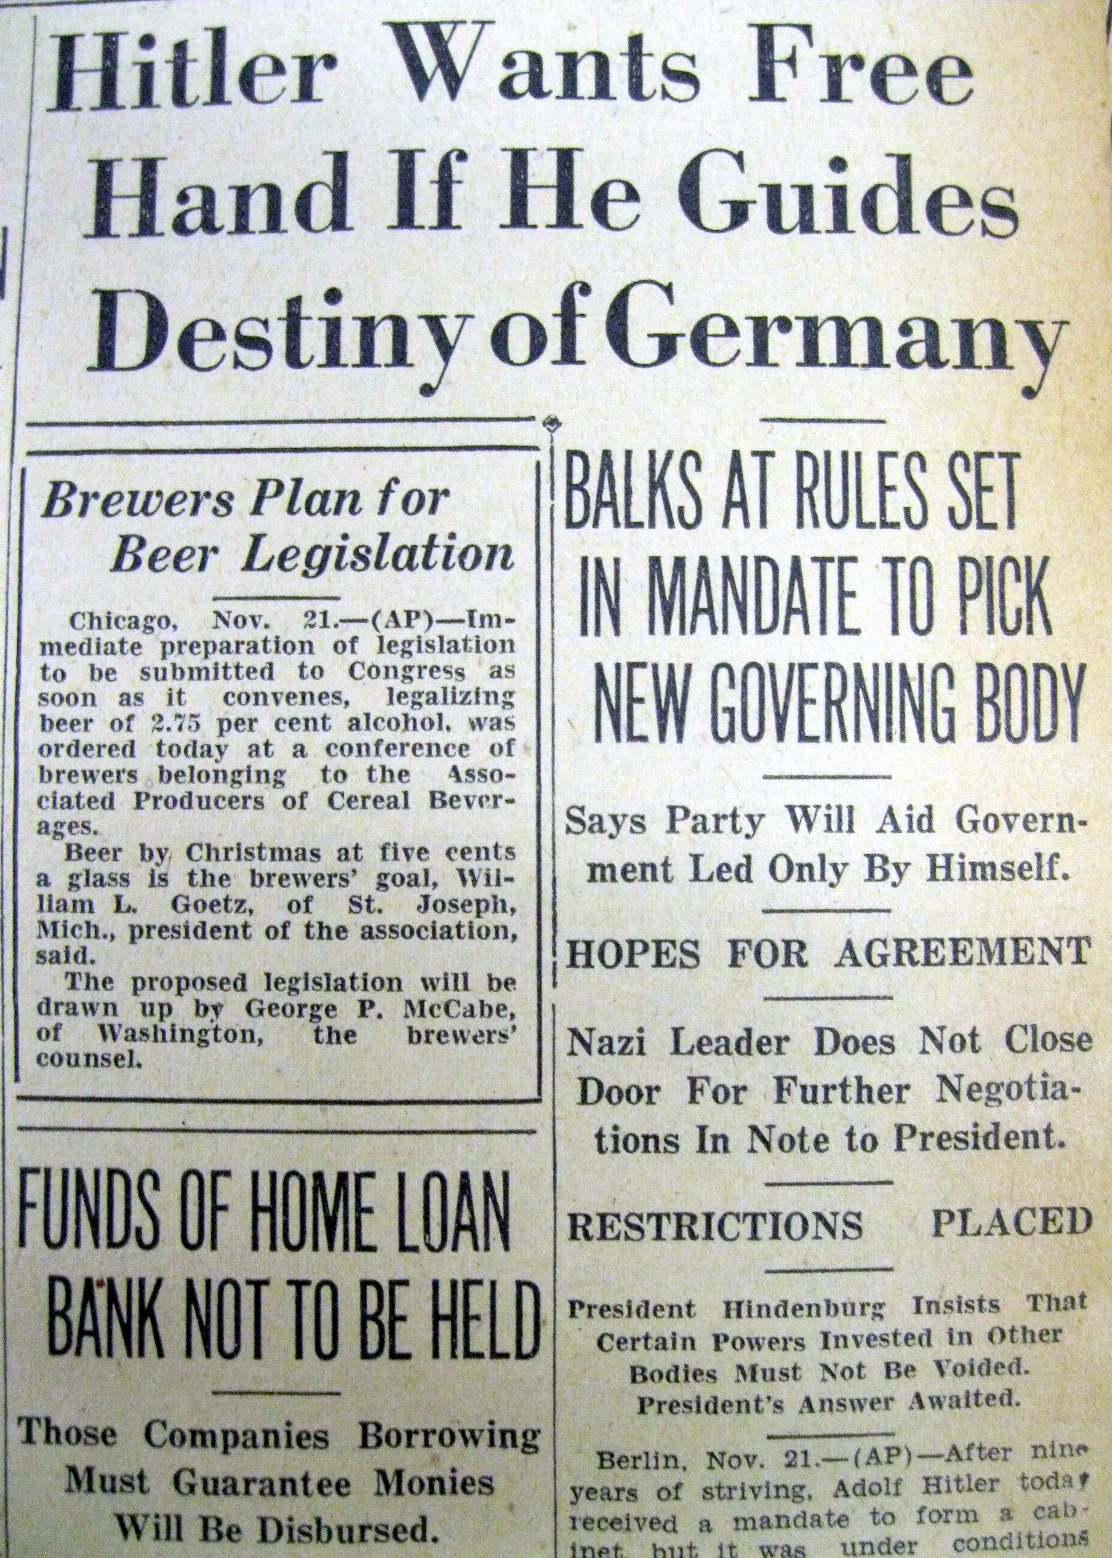 Hitler Wants Free
Hand If He Guides
Destiny of Germany
Brewers Plan for
Beer Legislation
Chicago, Nov. 21.—(AP)—Im-
mediate preparation of legislation
to be submitted to Congress as
soon as it convenes, legalizing
beer of 2.75 per cent alcohol, was
ordered today at a conference of
brewers belonging to the Asso-
ciated Producers of Cereal Bever-
ages.
Beer by Christmas at five cents
a glass is the brewers' goal, Wil-
liam L. Goetz, of St. Joseph,
Mich., president of the association,
said.
The proposed legislation will be
drawn up by George P. McCabe,
of Washington, the brewers'
counsel.
FUNDS OF HOME LOAN
BANK NOT TO BE HELD
Those Companies Borrowing
Must Guarantee Monies
Will Be Disbursed.
BALKS AT RULES SET
IN MANDATE TO PICK
NEW GOVERNING BODY
Says Party Will Aid Govern-
ment Led Only By Himself.
HOPES FOR AGREEMENT
Nazi Leader Does Not Close
Door For Further Negotia-
tions In Note to President.
RESTRICTIONS PLACED
President Hindenburg Insists That
Certain Powers Invested in Other
Bodies Must Not Be Voided.
President's Answer Awaited.
Berlin, Nov. 21.—(AP)—After nine
years of striving, Adolf Hitler today
received a mandate to form a cab-
inet, but it was under conditions